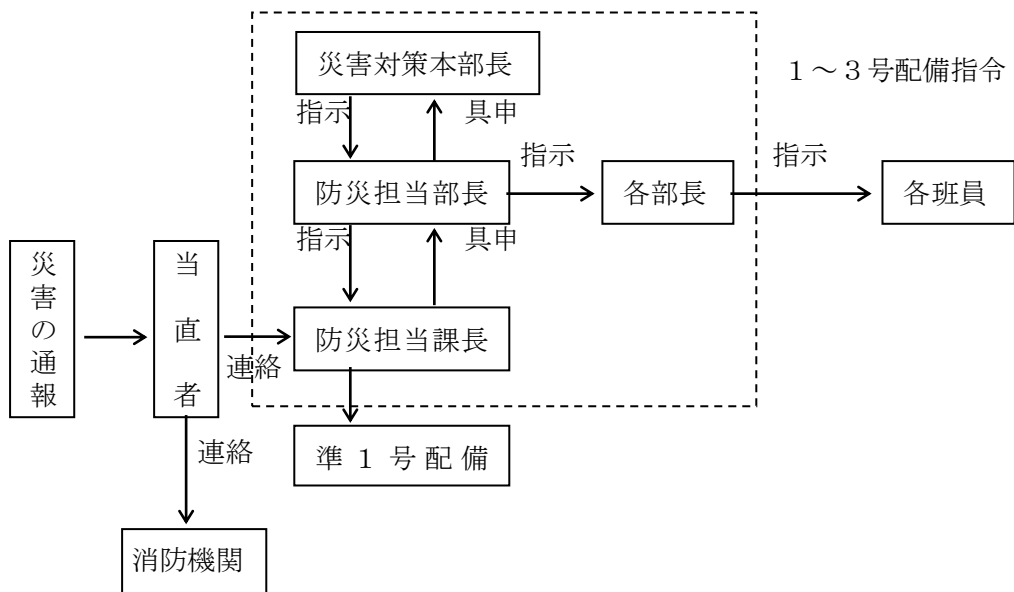 災害対策本部長
１～３号配備指令
指示
具申
防災担当部長
指示
各部長
指示
各班員
指示
具申
災害の通報
当直者
連絡
防災担当課長
準１号配備
連絡
消防機関